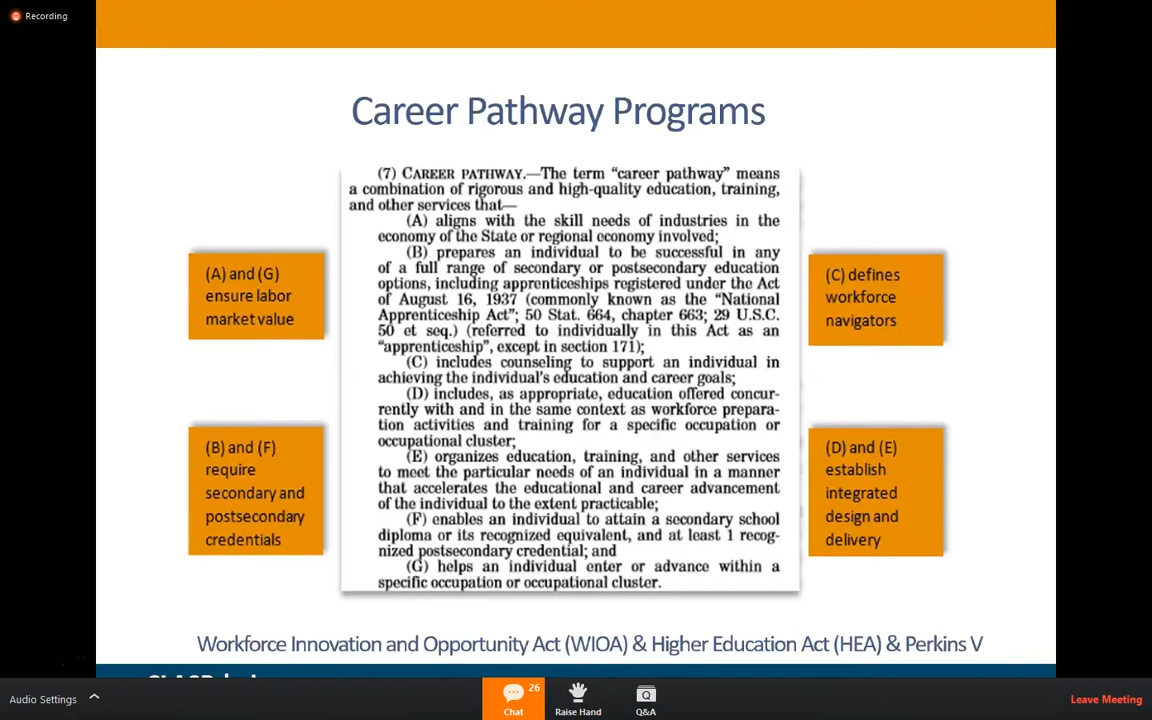 Recording
Career Pathway Programs
(7) CAREER PATHWAY.—The term “career pathway” means
a combination of rigorous and high-quality education, training,
and other services that—
(A) aligns with the skill needs of industries in the
economy of the State or regional economy involved;
(B) prepares an individual to be successful in any
of a full range of secondary or postsecondary education
options, including apprenticeships registered under the Act
of August 16, 1937 (commonly known as the “National
Apprenticeship Act”; 50 Stat. 664, chapter 663; 29 U.S.C.
50 et seq.) (referred to individually in this Act as an
“apprenticeship”, except in section 171);
(C) includes counseling to support an individual in
achieving the individual’s education and career goals;
(D) includes, as appropriate, education offered concur-
rently with and in the same context as workforce prepara-
tion activities and training for a specific occupation or
occupational cluster;
(E) organizes education, training, and other services
to meet the particular needs of an individual in a manner
that accelerates the educational and career advancement
of the individual to the extent practicable;
(F) enables an individual to attain a secondary school
diploma or its recognized equivalent, and at least 1 recog-
nized postsecondary credential; and
(G) helps an individual enter or advance within a
specific occupation or occupational cluster.
(A) and (G)
ensure labor
market value
(B) and (F)
require
secondary and
postsecondary
credentials
(C) defines
workforce
navigators
(D) and (E)
establish
integrated
design and
delivery
Workforce Innovation and Opportunity Act (WIOA) & Higher Education Act (HEA) & Perkins V
Audio Settings
26
Chat
Raise Hand
Q
Q&A
Leave Meeting